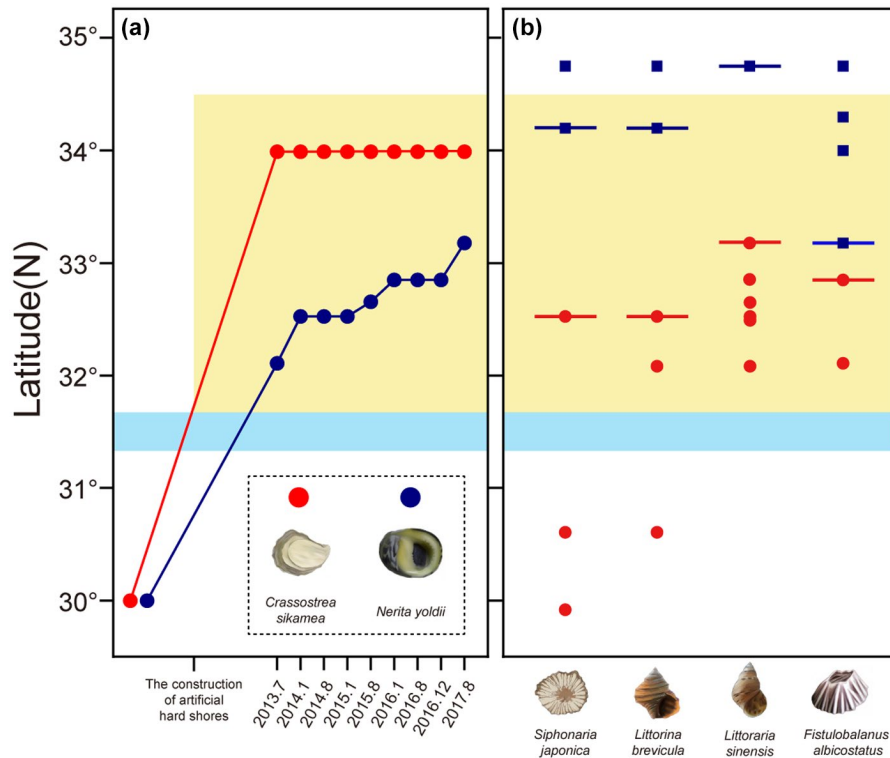 (a)
(b)
Latitude(N)
35°
34°
33°
32°
31°
30°
Crassostrea
sikamea
Nerita yoldii
The construction
of artificial
hard shores
2013.7
2014.1
2014.8
2015.1
2015.8
2016.1
2016.8
2016.12
2017.8
Siphonaria
japonica
Littorina
brevicula
Littoraria
sinensis
Fistulobalanus
albicostatus